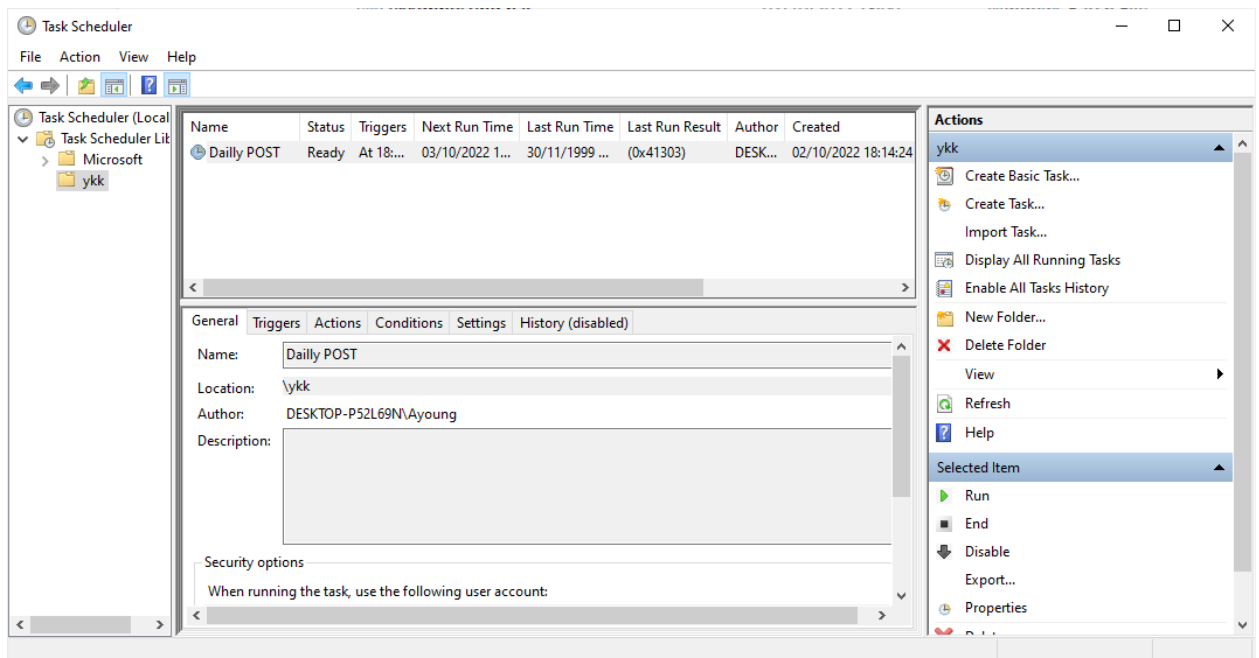 Task Scheduler
File Action View Help
Task Scheduler (Local
Task Scheduler Lib
Microsoft
ykk
Name Status Triggers Next Run Time Last Run Time Last Run Result Author Created
Dailly POST Ready At 18:... 03/10/2022 1... 30/11/1999 ... (0x41303) DESK... 02/10/2022 18:14:24
General Triggers Actions Conditions Settings History (disabled)
Name: Dailly POST
Location: \ykk
Author: DESKTOP-P52L69N\Ayoung
Description:
Security options
When running the task, use the following user account:
Actions
ykk
Create Basic Task...
Create Task...
Import Task...
Display All Running Tasks
Enable All Tasks History
New Folder...
Delete Folder
View
Refresh
Help
Selected Item
Run
End
Disable
Export...
Properties